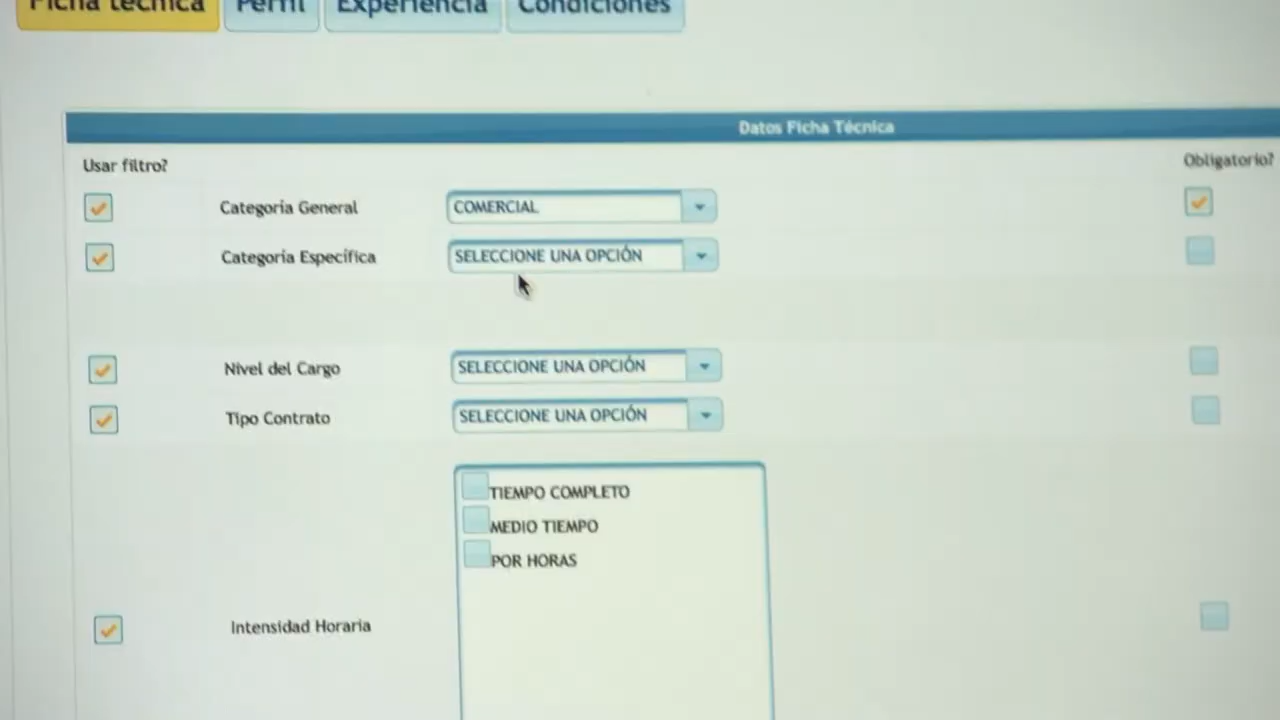 Ficha técnica Perfil Experiencia Condiciones
Datos Ficha Técnica
Usar filtro? Obligatorio?
Categoría General COMERCIAL
Categoría Específica SELECCIONE UNA OPCIÓN
Nivel del Cargo SELECCIONE UNA OPCIÓN
Tipo Contrato SELECCIONE UNA OPCIÓN
TIEMPO COMPLETO
MEDIO TIEMPO
POR HORAS
Intensidad Horaria